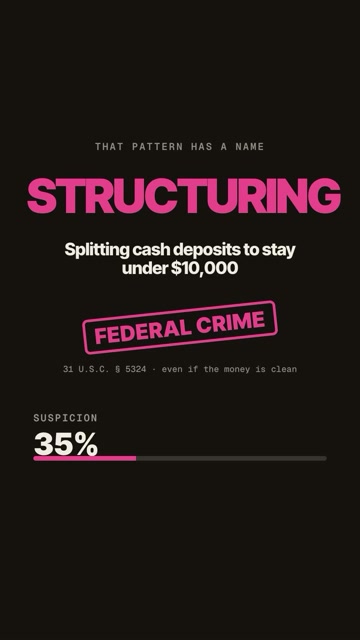 THAT PATTERN HAS A NAME
STRUCTURING
Splitting cash deposits to stay
under $10,000
FEDERAL CRIME
31 U.S.C. § 5324 · even if the money is clean
SUSPICION
35%